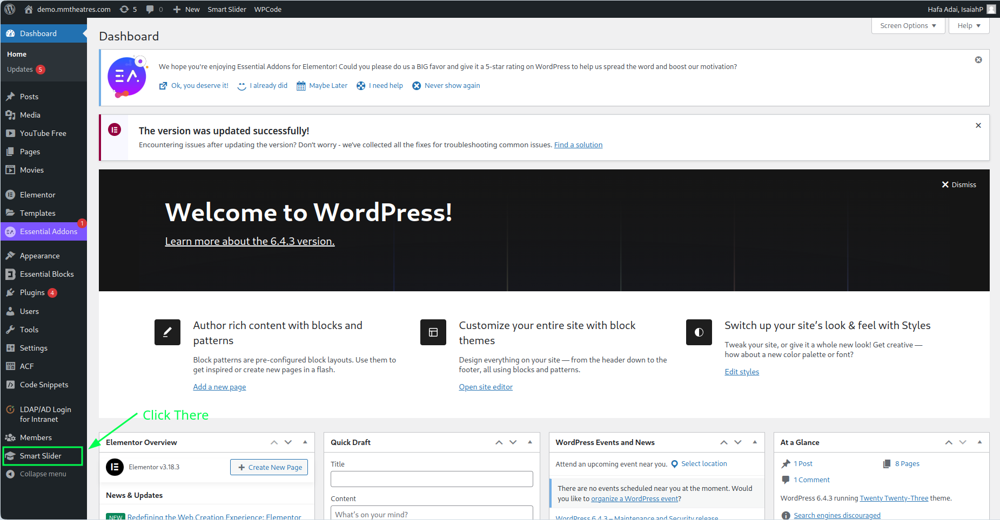 demo.mmtheatres.com 5 0 New Smart Slider WPCode Hafa Adai, IsaiahP
Dashboard
Home
Updates 5
Posts
Media
YouTube Free
Pages
Movies
Elementor
Templates
Essential Addons 1
Appearance
Essential Blocks
Plugins 4
Users
Tools
Settings
ACF
Code Snippets
LDAP/AD Login
for Intranet
Members
Smart Slider
Collapse menu
Click There
Screen Options Help
Dashboard
We hope you're enjoying Essential Addons for Elementor! Could you please do us a BIG favor and give it a 5-star rating on WordPress to help us spread the word and boost our motivation?
Ok, you deserve it! I already did Maybe Later I need help Never show again
The version was updated successfully!
Encountering issues after updating the version? Don't worry - we've collected all the fixes for troubleshooting common issues. Find a solution
Dismiss
Welcome to WordPress!
Learn more about the 6.4.3 version.
Author rich content with blocks and
patterns
Block patterns are pre-configured block layouts. Use them to
get inspired or create new pages in a flash.
Add a new page
Customize your entire site with block
themes
Design everything on your site — from the header down to the
footer, all using blocks and patterns.
Open site editor
Switch up your site's look & feel with Styles
Tweak your site, or give it a whole new look! Get creative —
how about a new color palette or font?
Edit styles
Elementor Overview
Elementor v3.18.3 Create New Page
News & Updates
NEW Redefining the Web Creation Experience: Elementor
Quick Draft
Title
Content
What's on your mind?
WordPress Events and News
Attend an upcoming event near you. Select location
There are no events scheduled near you at the moment. Would
you like to organize a WordPress event?
WordPress 6.4.3 – Maintenance and Security release
At a Glance
1 Post 8 Pages
1 Comment
WordPress 6.4.3 running Twenty Twenty-Three theme.
Search engines discouraged